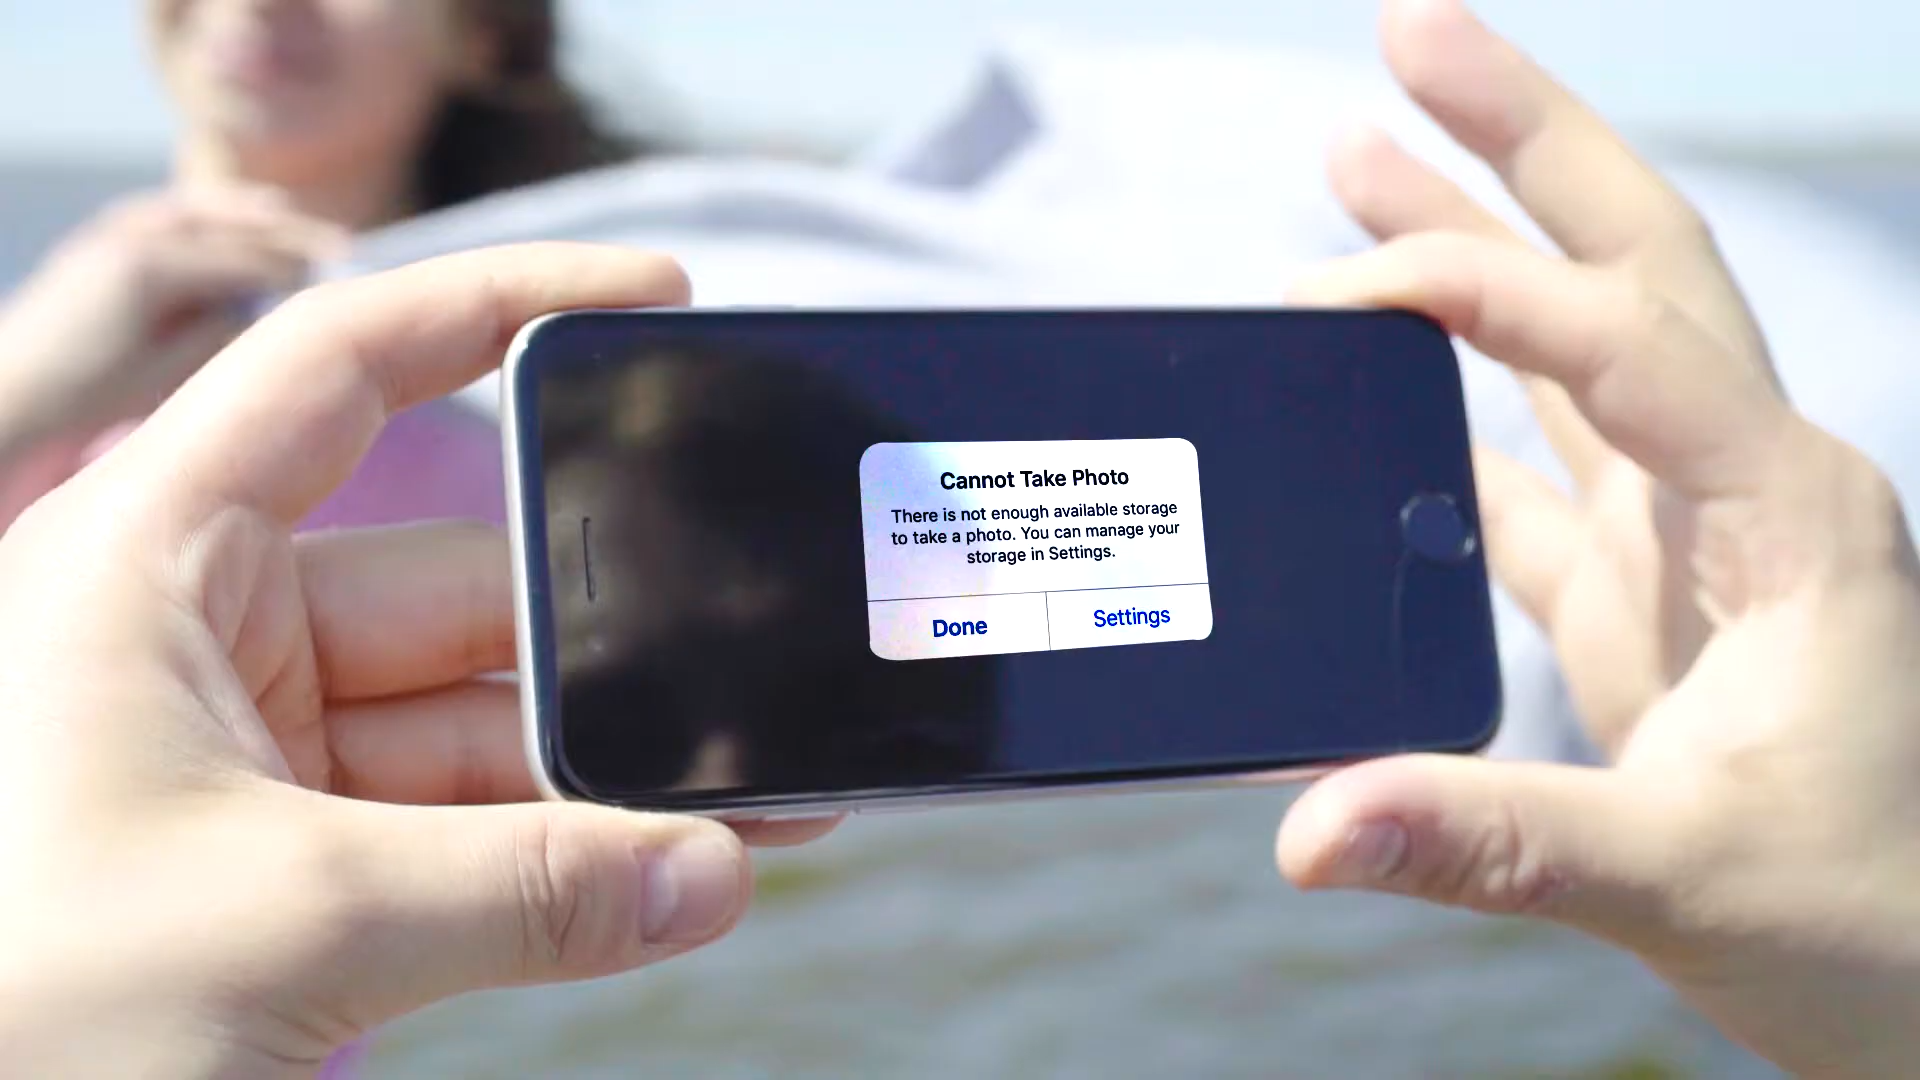 Cannot Take Photo
There is not enough available storage
to take a photo. You can manage your
storage in Settings.
Done
Settings